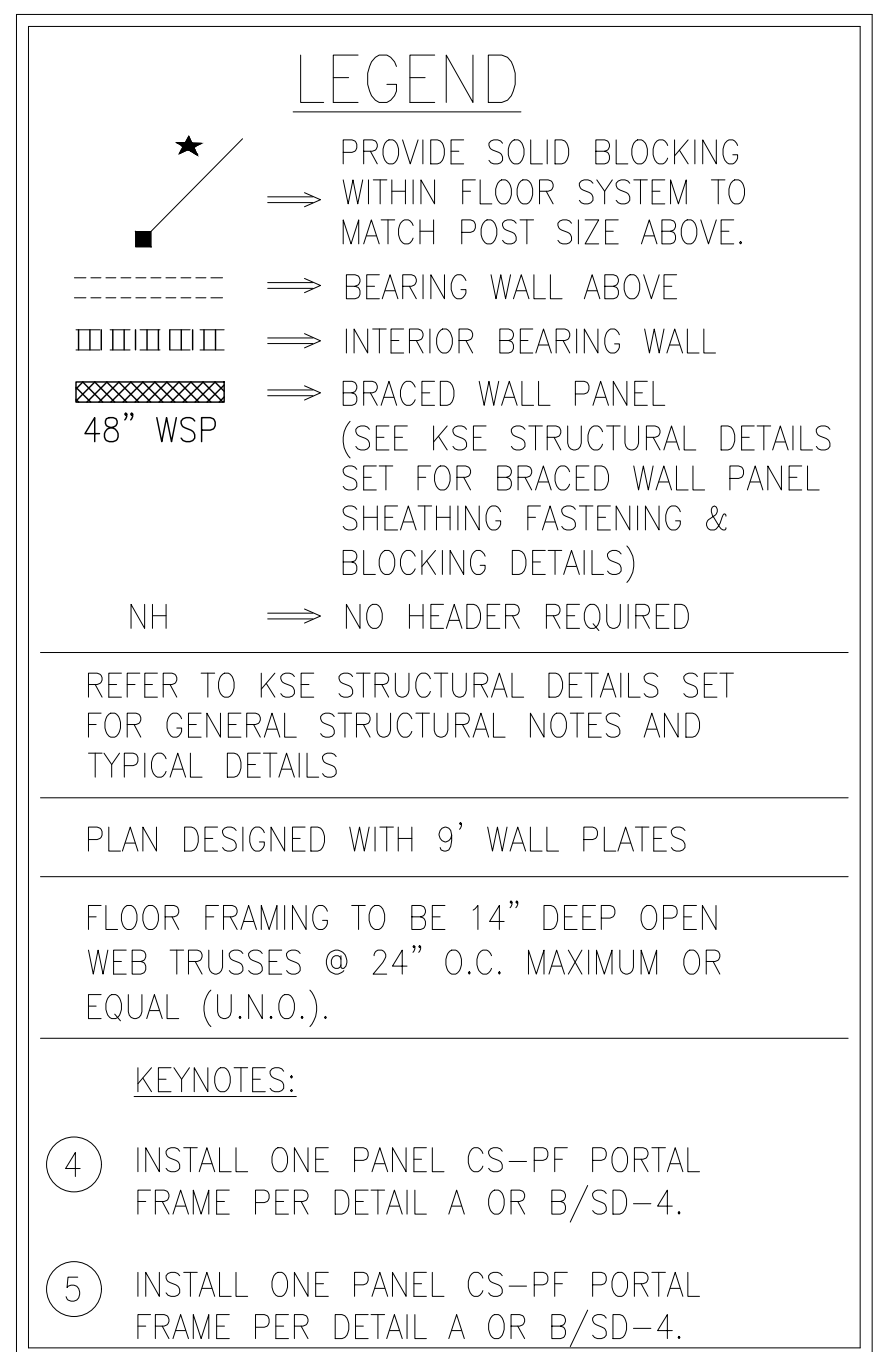 LEGEND
PROVIDE SOLID BLOCKING
WITHIN FLOOR SYSTEM TO
MATCH POST SIZE ABOVE.
BEARING WALL ABOVE
INTERIOR BEARING WALL
BRACED WALL PANEL
48" WSP
(SEE KSE STRUCTURAL DETAILS
SET FOR BRACED WALL PANEL
SHEATHING FASTENING &
BLOCKING DETAILS)
NH
NO HEADER REQUIRED
REFER TO KSE STRUCTURAL DETAILS SET
FOR GENERAL STRUCTURAL NOTES AND
TYPICAL DETAILS
PLAN DESIGNED WITH 9' WALL PLATES
FLOOR FRAMING TO BE 14" DEEP OPEN
WEB TRUSSES @ 24" O.C. MAXIMUM OR
EQUAL (U.N.O.).
KEYNOTES:
4 INSTALL ONE PANEL CS-PF PORTAL
FRAME PER DETAIL A OR B/SD-4.
5 INSTALL ONE PANEL CS-PF PORTAL
FRAME PER DETAIL A OR B/SD-4.